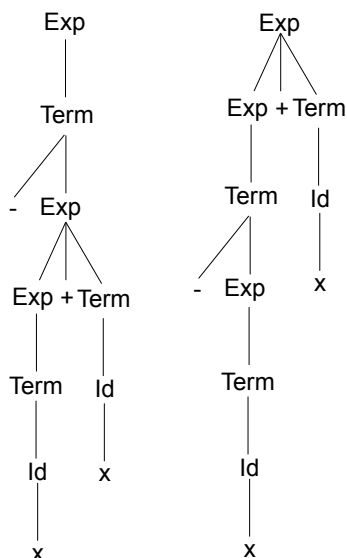 Exp
Term
- Exp
Exp + Term
Term Id
Id x
x
Exp
Exp + Term
Term Id
- Exp x
Term
Id
x